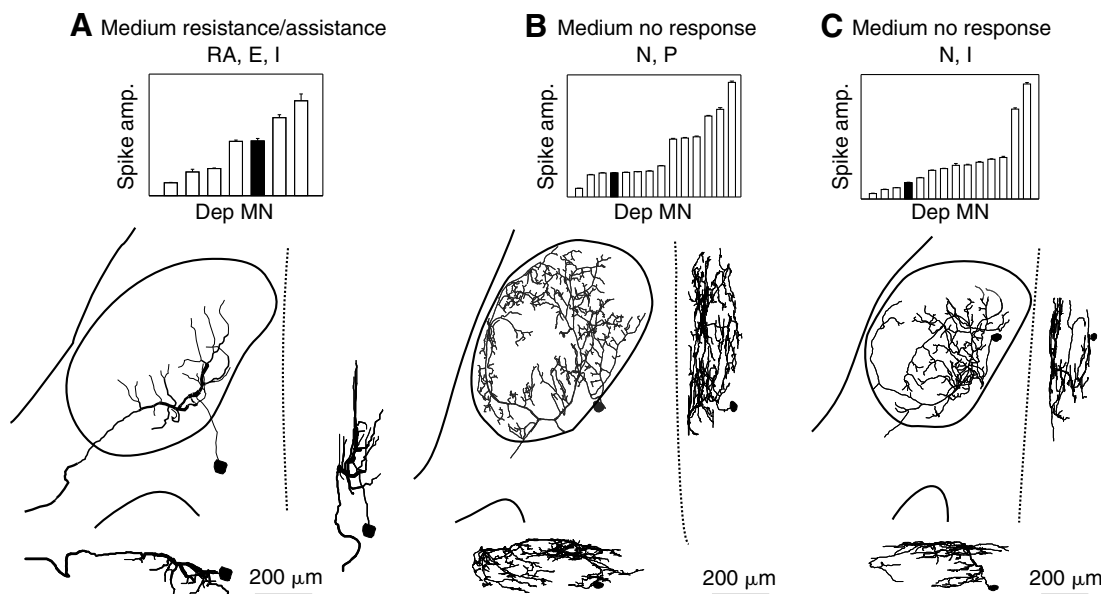 A Medium resistance/assistance
RA, E, I
Spike amp.
Dep MN
200 μm
B Medium no response
N, P
Spike amp.
Dep MN
200 μm
C Medium no response
N, I
Spike amp.
Dep MN
200 μm